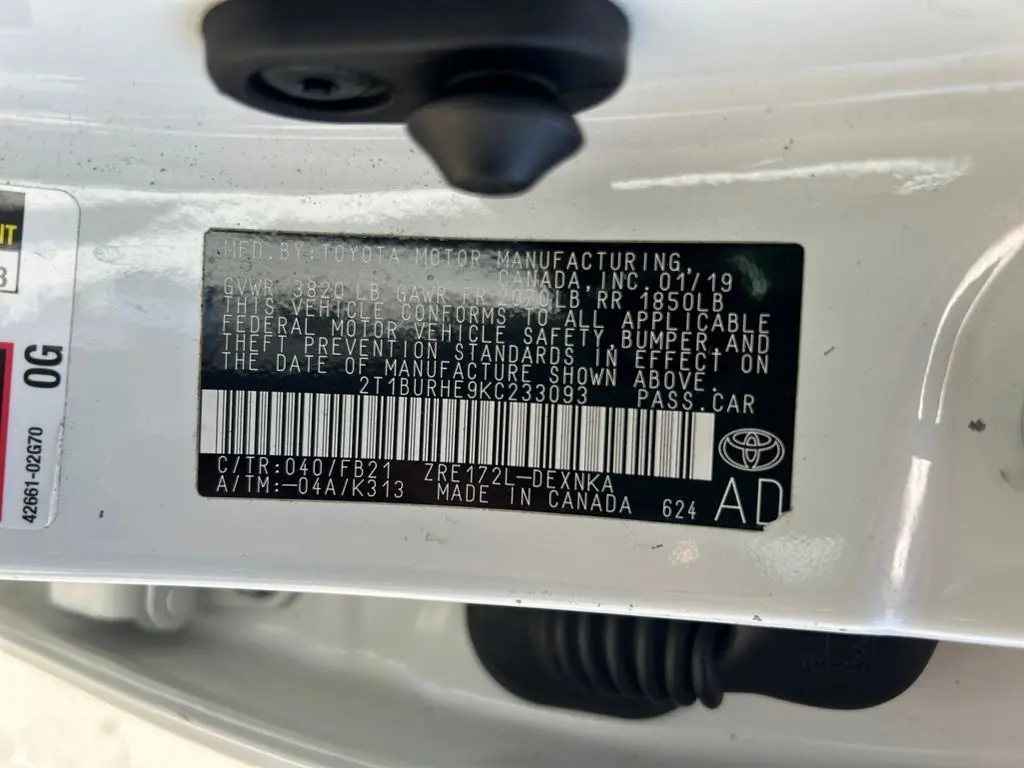 MFD. BY: TOYOTA MOTOR MANUFACTURING,
CANADA, INC. 01/19
GVWR 3820 LB GAWR FR 2020LB RR 1850LB
THIS VEHICLE CONFORMS TO ALL APPLICABLE
FEDERAL MOTOR VEHICLE SAFETY, BUMPER, AND
THEFT PREVENTION STANDARDS IN EFFECT ON
THE DATE OF MANUFACTURE SHOWN ABOVE.
2T1BURHE9KC233093 PASS. CAR
C/TR: 040/FB21 ZRE172L-DEXNKA
A/TM:-04A/K313 MADE IN CANADA 624
AD
0G
42661-02G70